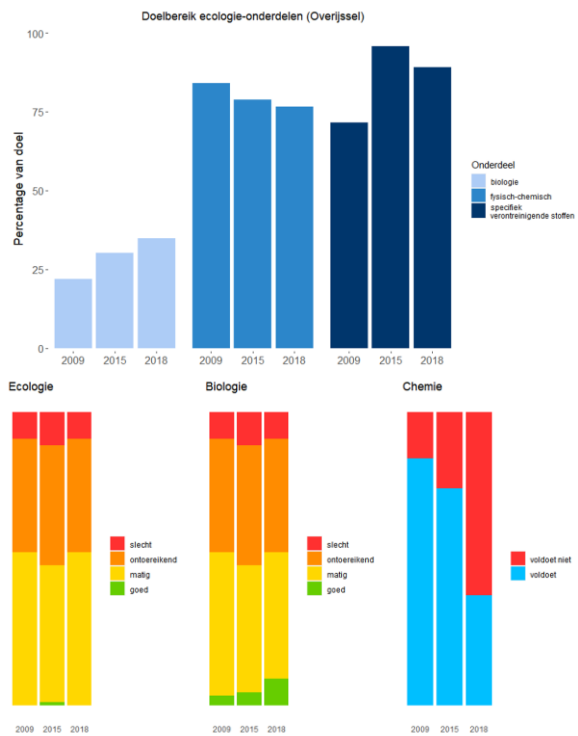 Doelbereik ecologie-onderdelen (Overijssel)
Percentage van doel
100
75
50
25
0
2009 2015 2018 2009 2015 2018 2009 2015 2018
Onderdeel
biologie
fysisch-chemisch
specifiek
verontreinigende stoffen
Ecologie
slecht
ontoereikend
matig
goed
2009 2015 2018
Biologie
slecht
ontoereikend
matig
goed
2009 2015 2018
Chemie
voldoet niet
voldoet
2009 2015 2018